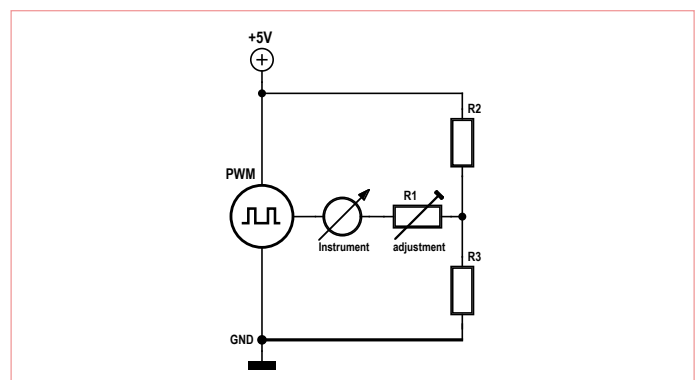 +5V
R2
PWM
R1
Instrument
adjustment
R3
GND